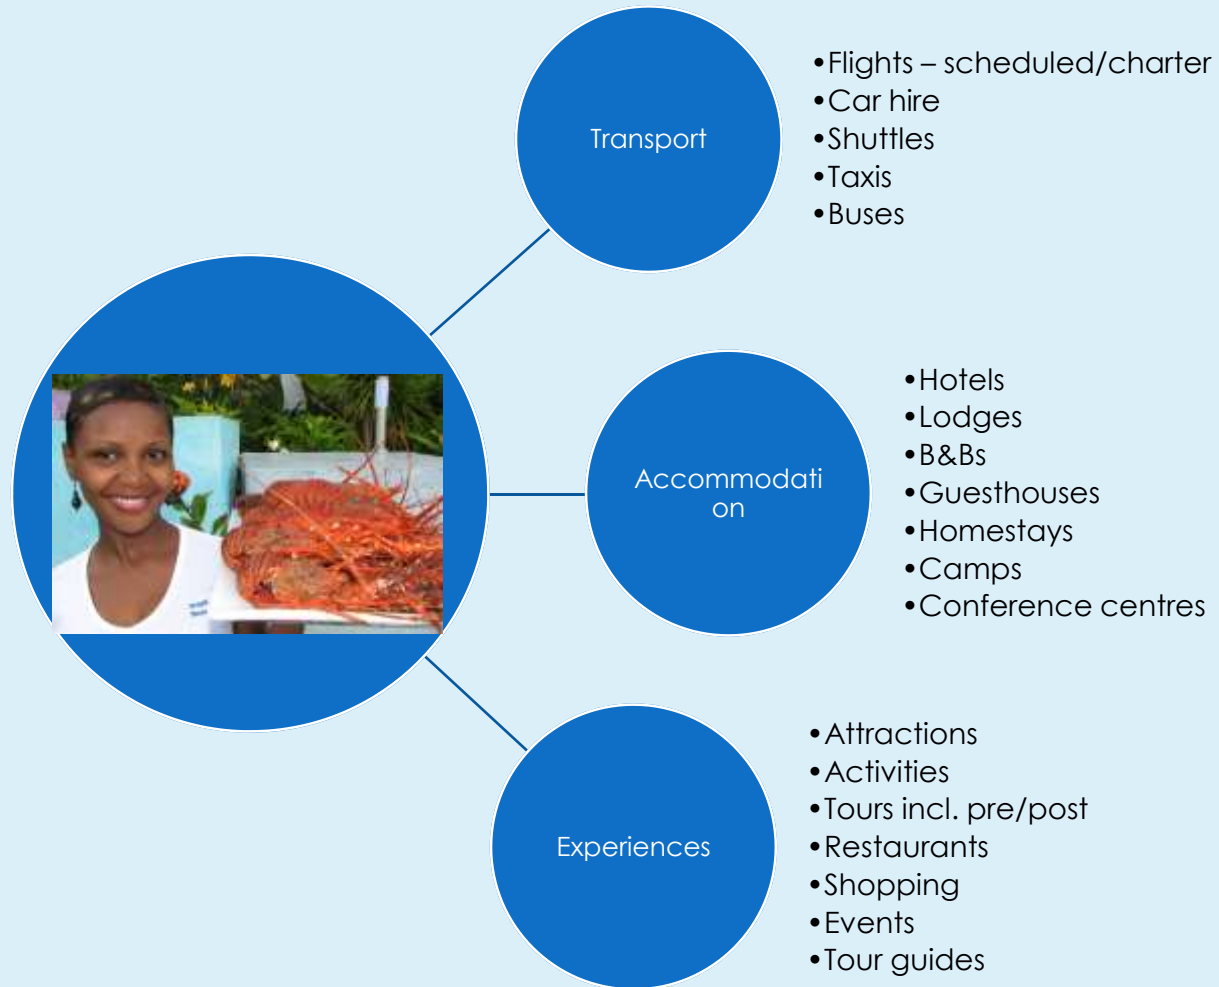 Transport
•Flights – scheduled/charter
•Car hire
•Shuttles
•Taxis
•Buses
Accommodati
on
•Hotels
•Lodges
•B&Bs
•Guesthouses
•Homestays
•Camps
•Conference centres
Experiences
•Attractions
•Activities
•Tours incl. pre/post
•Restaurants
•Shopping
•Events
•Tour guides